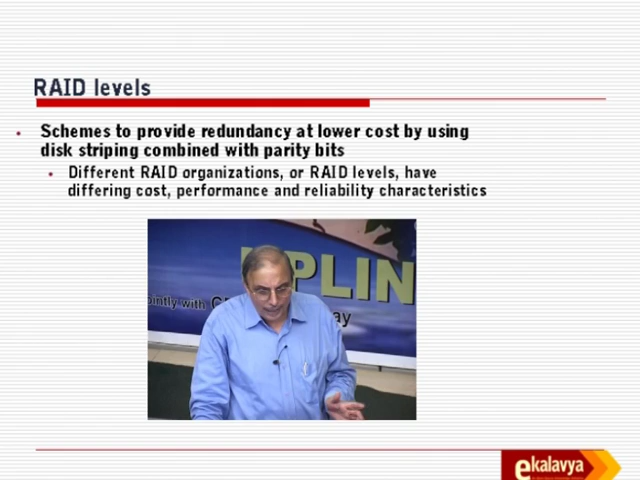 RAID levels
• Schemes to provide redundancy at lower cost by using
disk striping combined with parity bits
• Different RAID organizations, or RAID levels, have
differing cost, performance and reliability characteristics
PLIN
ointly with
ay
ekalavya